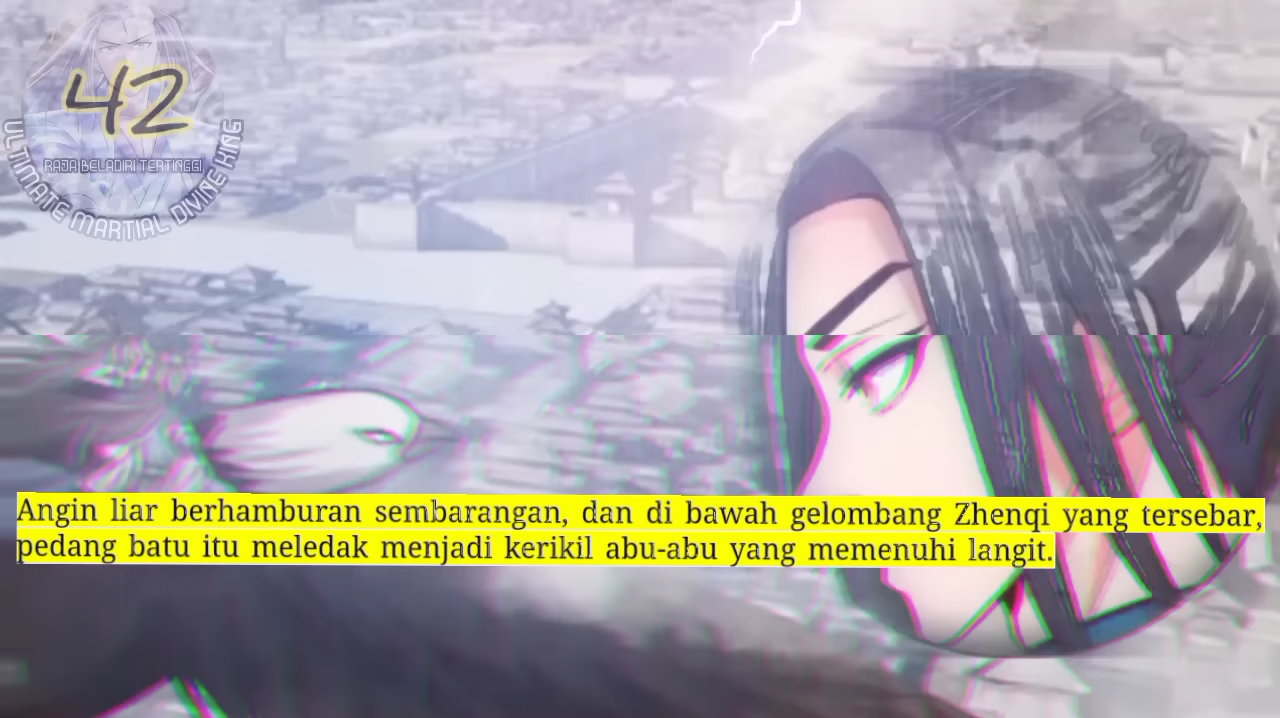 42
RAJA BELADIRI TERTINGGI
ULTIMATE MARTIAL DIVINE KING
Angin liar berhamburan sembarangan, dan di bawah gelombang Zhenqi yang tersebar,
pedang batu itu meledak menjadi kerikil abu-abu yang memenuhi langit.